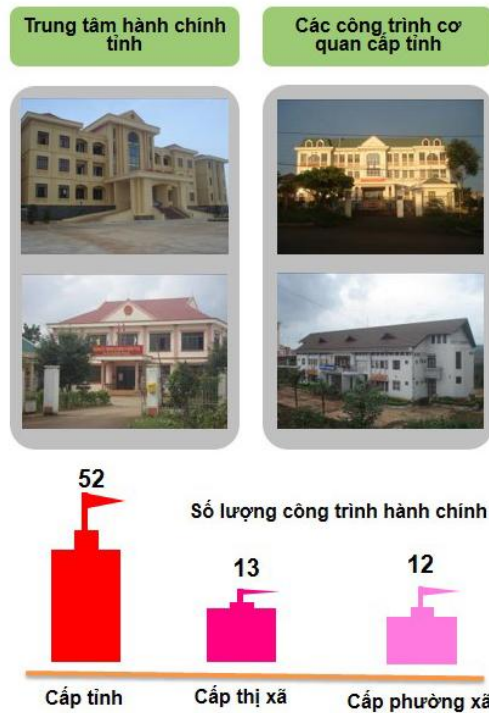 Trung tâm hành chính
tỉnh
Các công trình cơ
quan cấp tỉnh
52
Số lượng công trình hành chính
13
12
Cấp tỉnh
Cấp thị xã
Cấp phường xã